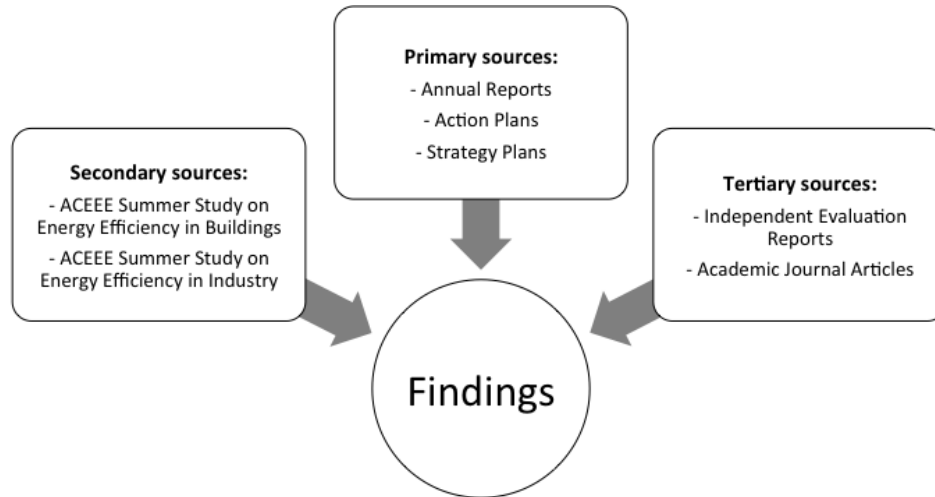 Primary sources:
- Annual Reports
- Action Plans
- Strategy Plans
Secondary sources:
- ACEEE Summer Study on
Energy Efficiency in Buildings
- ACEEE Summer Study on
Energy Efficiency in Industry
Tertiary sources:
- Independent Evaluation
Reports
- Academic Journal Articles
Findings